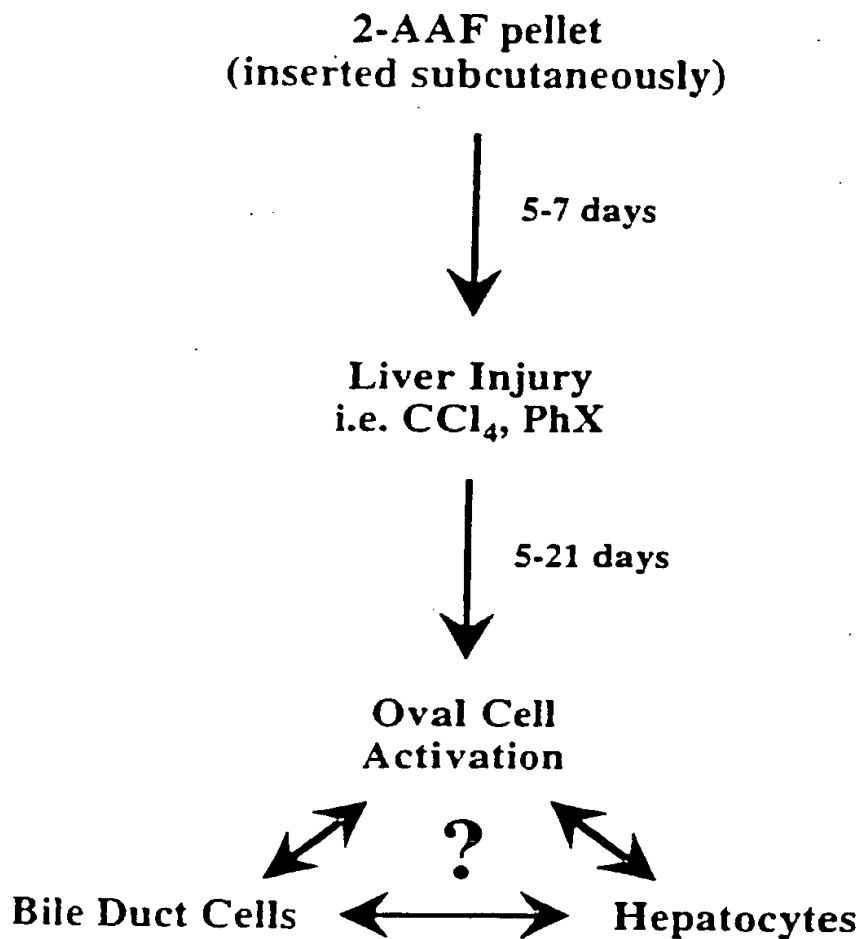 2-AAF pellet
(inserted subcutaneously)
5-7 days
Liver Injury
i.e. CCl₄, PhX
5-21 days
Oval Cell
Activation
?
Bile Duct Cells
Hepatocytes